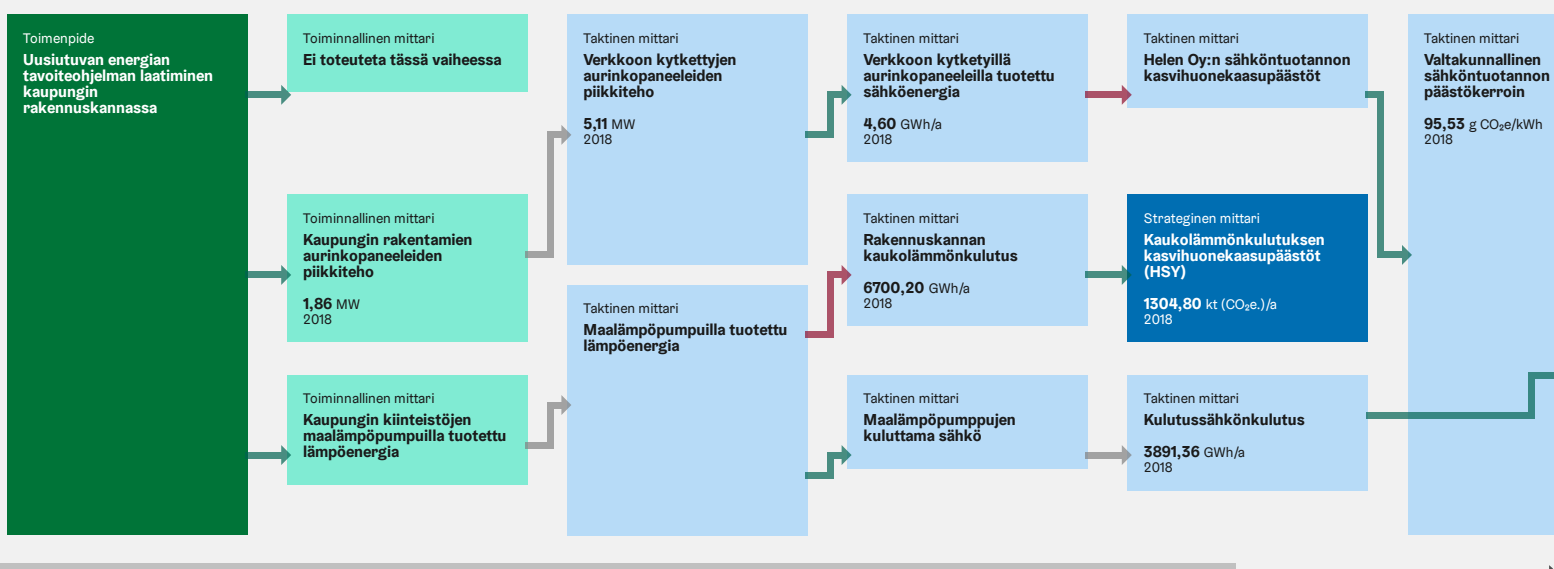 Toimenpide
Uusiutuvan energian
tavoiteohjelman laatiminen
kaupungin
rakennuskannassa
Toiminnallinen mittari
Ei toteuteta tässä vaiheessa
Toiminnallinen mittari
Kaupungin rakentamien
aurinkopaneeleiden
piikkiteho
1,86 MW
2018
Toiminnallinen mittari
Kaupungin kiinteistöjen
maalämpöpumpuilla tuotettu
lämpöenergia
Taktinen mittari
Verkkoon kytkettyjen
aurinkopaneeleiden
piikkiteho
5,11 MW
2018
Taktinen mittari
Maalämpöpumpuilla tuotettu
lämpöenergia
Taktinen mittari
Verkkoon kytketyillä
aurinkopaneeleilla tuotettu
sähköenergia
4,60 GWh/a
2018
Taktinen mittari
Rakennuskannan
kaukolämmönkulutus
6700,20 GWh/a
2018
Taktinen mittari
Maalämpöpumppujen
kuluttama sähkö
Taktinen mittari
Helen Oy:n sähköntuotannon
kasvihuonekaasupäästöt
Strateginen mittari
Kaukolämmönkulutuksen
kasvihuonekaasupäästöt
(HSY)
1304,80 kt (CO₂e.)/a
2018
Taktinen mittari
Kulutussähkönkulutus
3891,36 GWh/a
2018
Taktinen mittari
Valtakunnallinen
sähköntuotannon
päästökerroin
95,53 g CO₂e/kWh
2018